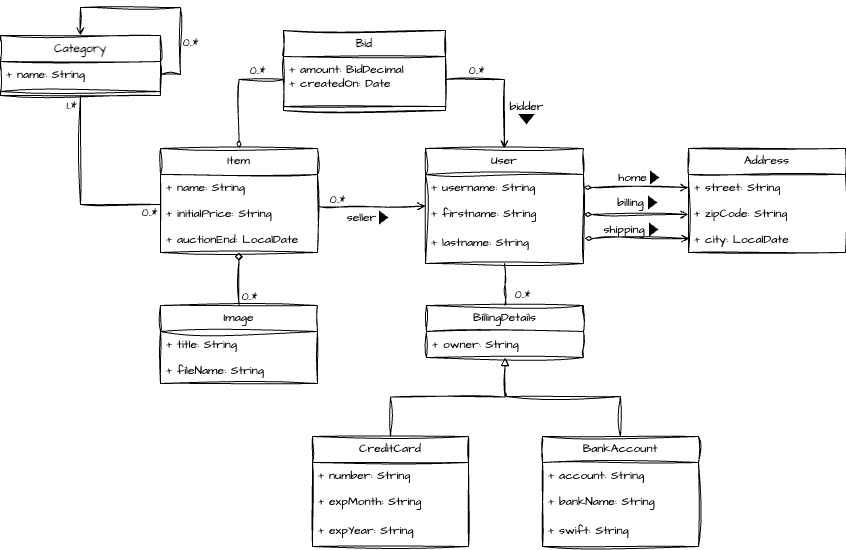 Category
+ name: String
0..*
1..*
0..*
Bid
+ amount: BidDecimal
+ createdOn: Date
0..*
0..*
bidder
Item
+ name: String
+ initialPrice: String
+ auctionEnd: LocalDate
0..*
seller
User
+ username: String
+ firstname: String
+ lastname: String
home
billing
shipping
Address
+ street: String
+ zipCode: String
+ city: LocalDate
0..*
Image
+ title: String
+ fileName: String
0..*
BillingDetails
+ owner: String
CreditCard
+ number: String
+ expMonth: String
+ expYear: String
BankAccount
+ account: String
+ bankName: String
+ swift: String